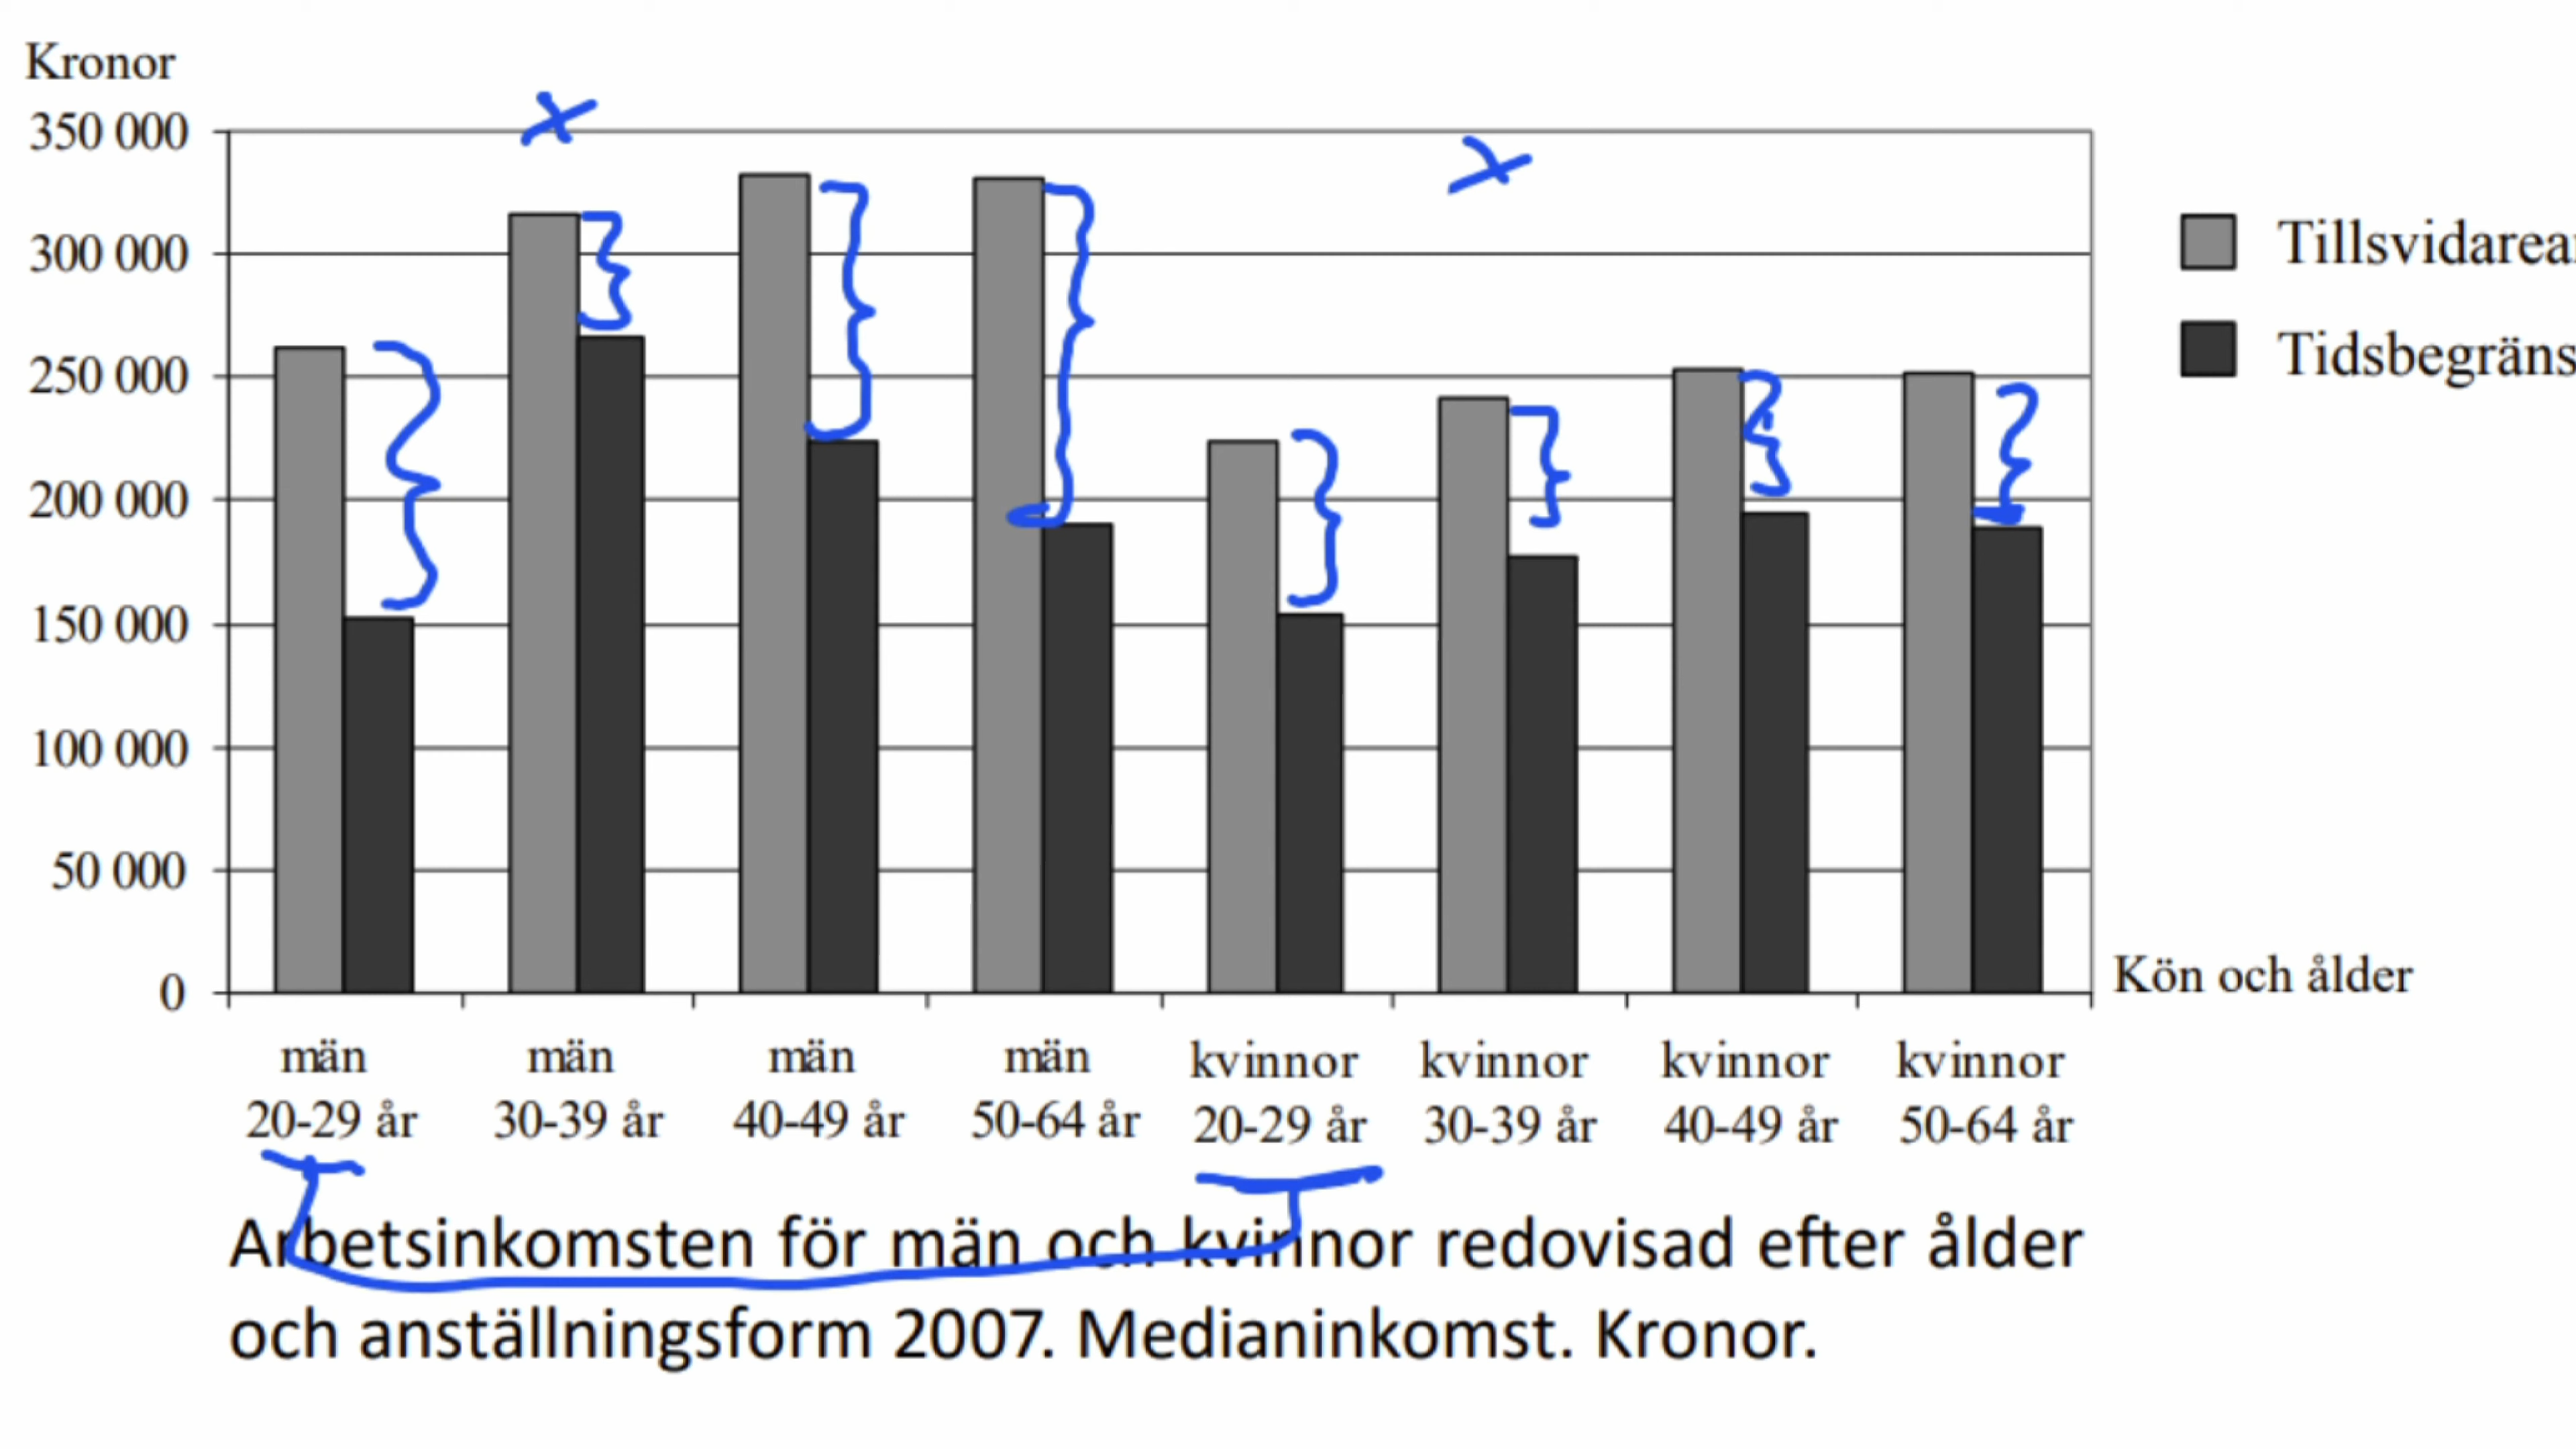 Kronor
350 000
300 000
250 000
200 000
150 000
100 000
50 000
0
män 20-29 år
män 30-39 år
män 40-49 år
män 50-64 år
kvinnor 20-29 år
kvinnor 30-39 år
kvinnor 40-49 år
kvinnor 50-64 år
Kön och ålder
Tillsvidarea
Tidsbegräns
Arbetsinkomsten för män och kvinnor redovisad efter ålder
och anställningsform 2007. Medianinkomst. Kronor.